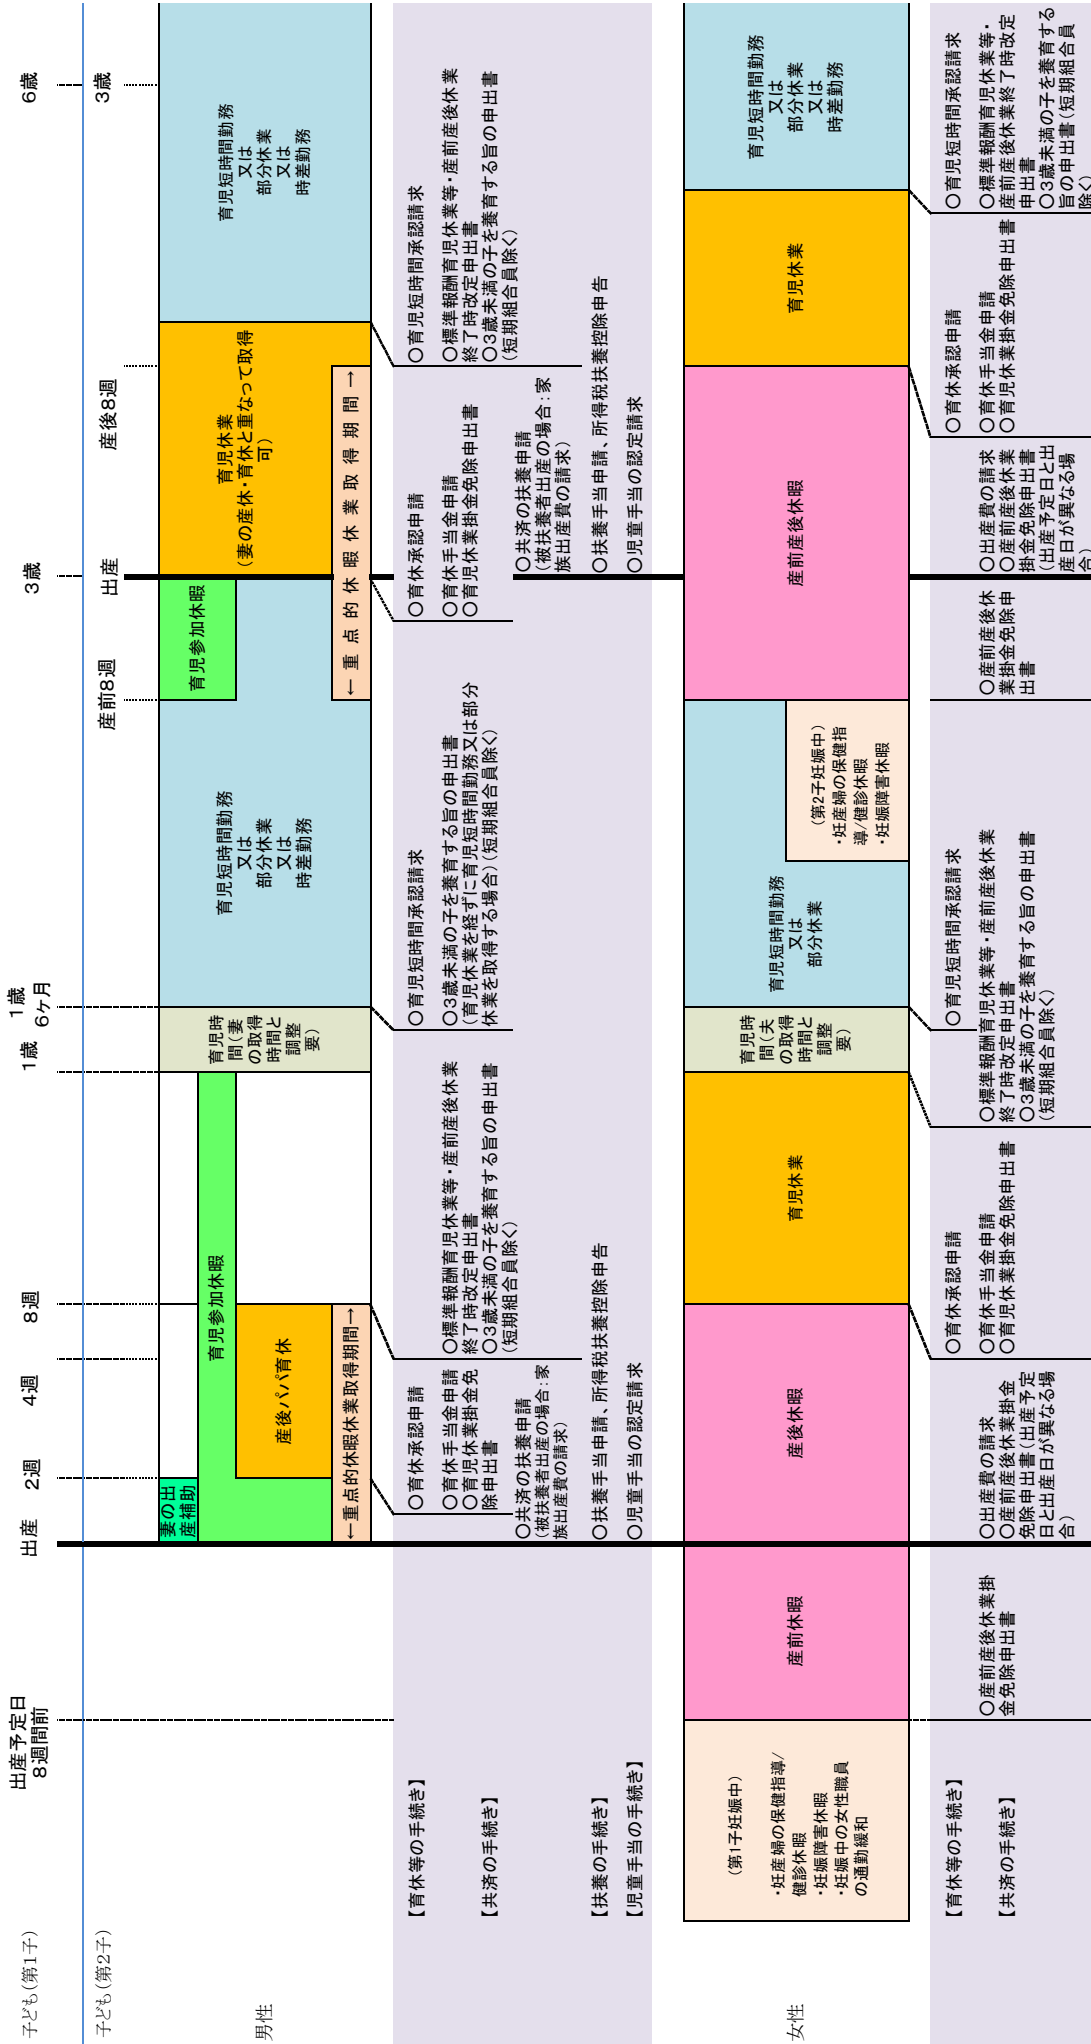 子ども(第1子)
出産予定日
8週間前
出産
2週
4週
8週
1歳
1歳
6ヶ月
3歳
6歳
子ども(第2子)
産前8週
出産
産後8週
3歳
男性
妻の出
産補助
育児参加休暇
産後パパ育休
←重点的休暇休業取得期間→
育児時
間(妻
の取得
時間と
調整
要)
育児短時間勤務
又は
部分休業
又は
時差勤務
育児参加休暇
←重点的休暇休業取得期間→
育児休業
(妻の産休・育休と重なって取得
可)
育児短時間勤務
又は
部分休業
又は
時差勤務
【育休等の手続き】
○育休承認申請
○育児短時間承認請求
○育休承認申請
○育児短時間承認請求
【共済の手続き】
○育休手当金申請
○育児休業掛金免
除申出書
○標準報酬育児休業等・産前産後休業
終了時改定申出書
○3歳未満の子を養育する旨の申出書
(短期組合員除く)
○3歳未満の子を養育する旨の申出書
(育児休業を経ずに育児短時間勤務又は部分
休業を取得する場合)(短期組合員除く)
○育休手当金申請
○育児休業掛金免除申出書
○標準報酬育児休業等・産前産後休業
終了時改定申出書
○3歳未満の子を養育する旨の申出書
(短期組合員除く)
○共済の扶養申請
(被扶養者出産の場合:家
族出産費の請求)
○共済の扶養申請
(被扶養者出産の場合:家
族出産費の請求)
【扶養の手続き】
○扶養手当申請、所得税扶養控除申告
○扶養手当申請、所得税扶養控除申告
【児童手当の手続き】
○児童手当の認定請求
○児童手当の認定請求
女性
(第1子妊娠中)
・妊産婦の保健指導/
健診休暇
・妊娠障害休暇
・妊娠中の女性職員
の通勤緩和
産前休暇
産後休暇
育児休業
育児時
間(夫
の取得
時間と
調整
要)
育児短時間勤務
又は
部分休業
(第2子妊娠中)
・妊産婦の保健指
導/健診休暇
・妊娠障害休暇
産前産後休暇
育児休業
育児短時間勤務
又は
部分休業
又は
時差勤務
【育休等の手続き】
○育休承認申請
○育児短時間承認請求
○育休承認申請
○育児短時間承認請求
【共済の手続き】
○産前産後休業掛
金免除申出書
○出産費の請求
○産前産後休業掛金
免除申出書(出産予定
日と出産日が異なる場
合)
○育休手当金申請
○育児休業掛金免除申出書
○標準報酬育児休業等・産前産後休業
終了時改定申出書
○3歳未満の子を養育する旨の申出書
(短期組合員除く)
○産前産後休
業掛金免除申
出書
○出産費の請求
○産前産後休業
掛金免除申出書
(出産予定日と出
産日が異なる場
合)
○育休手当金申請
○育児休業掛金免除申出書
○標準報酬育児休業等・
産前産後休業終了時改定
申出書
○3歳未満の子を養育する
旨の申出書(短期組合員
除く)